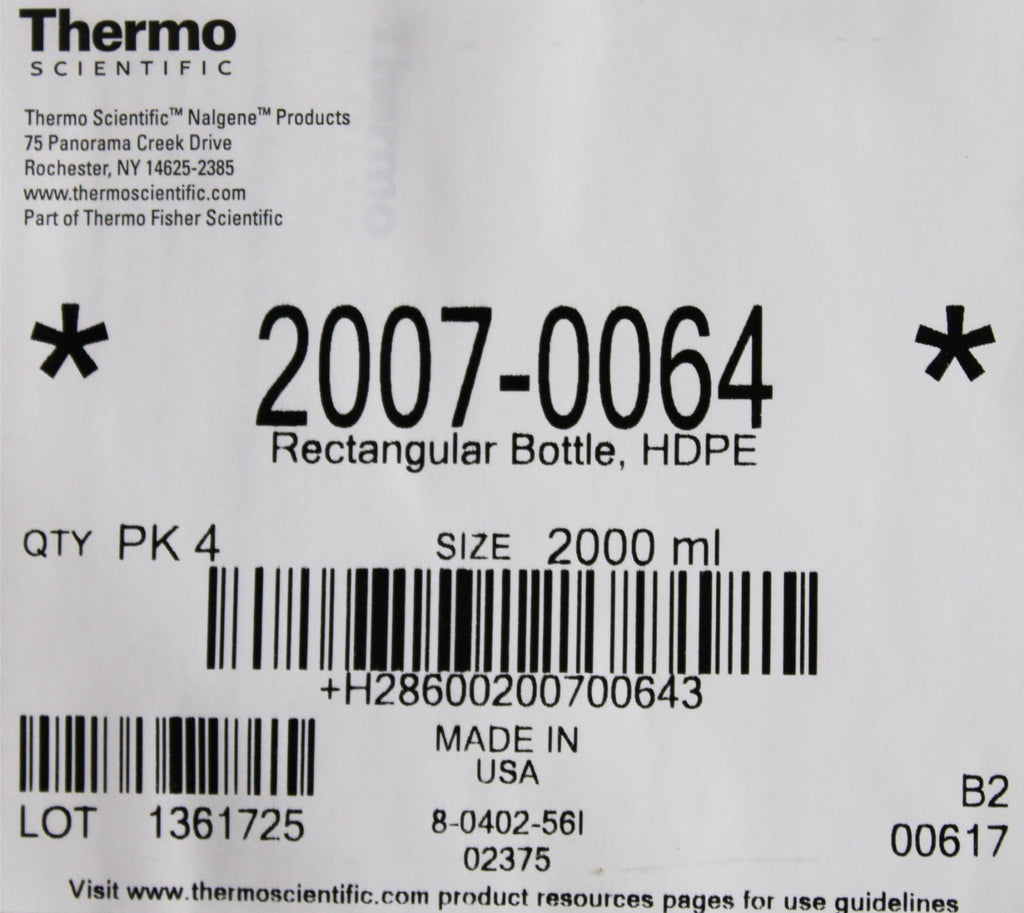 Thermo
SCIENTIFIC
Thermo Scientific™ Nalgene™ Products
75 Panorama Creek Drive
Rochester, NY 14625-2385
www.thermoscientific.com
Part of Thermo Fisher Scientific
* 2007-0064 *
Rectangular Bottle, HDPE
QTY PK 4 SIZE 2000 ml
+H28600200700643
MADE IN
USA
LOT 1361725
8-0402-56I
02375
B2
00617
Visit www.thermoscientific.com product resources pages for use guidelines